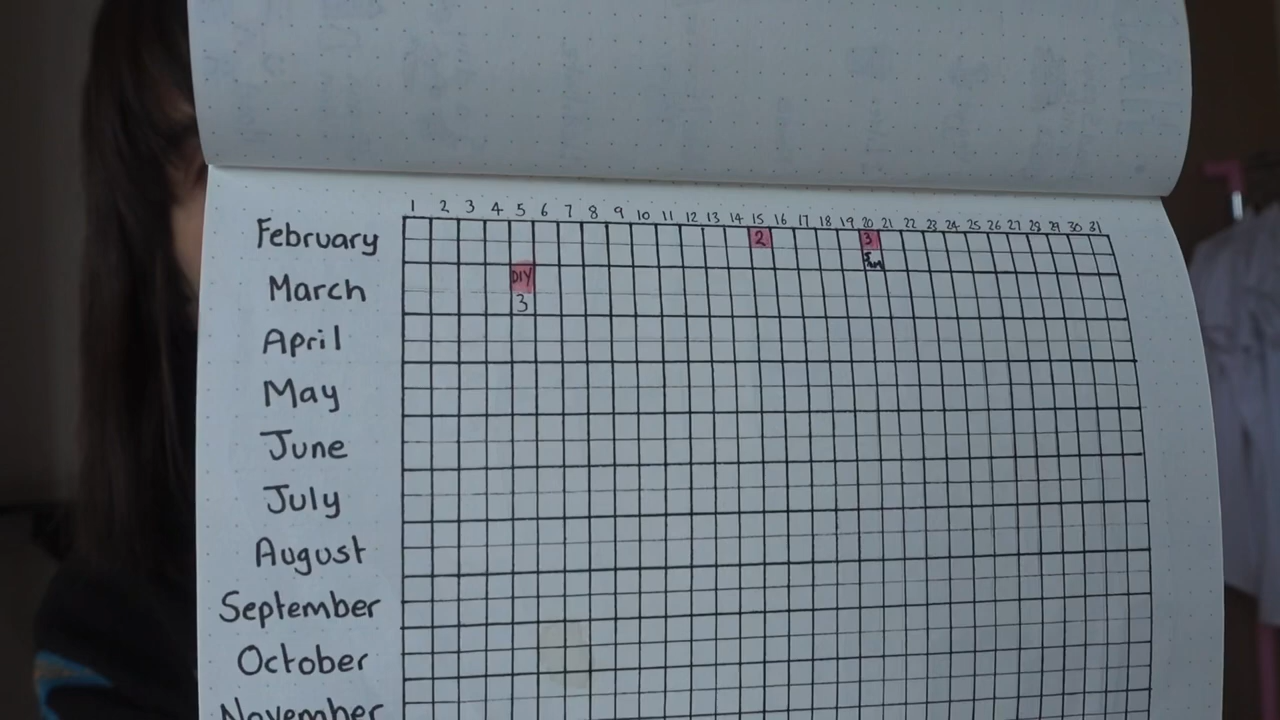 1 2 3 4 5 6 7 8 9 10 11 12 13 14 15 16 17 18 19 20 21 22 23 24 25 26 27 28 29 30 31
February 2 3
March DIY
3
April
May
June
July
August
September
October
November